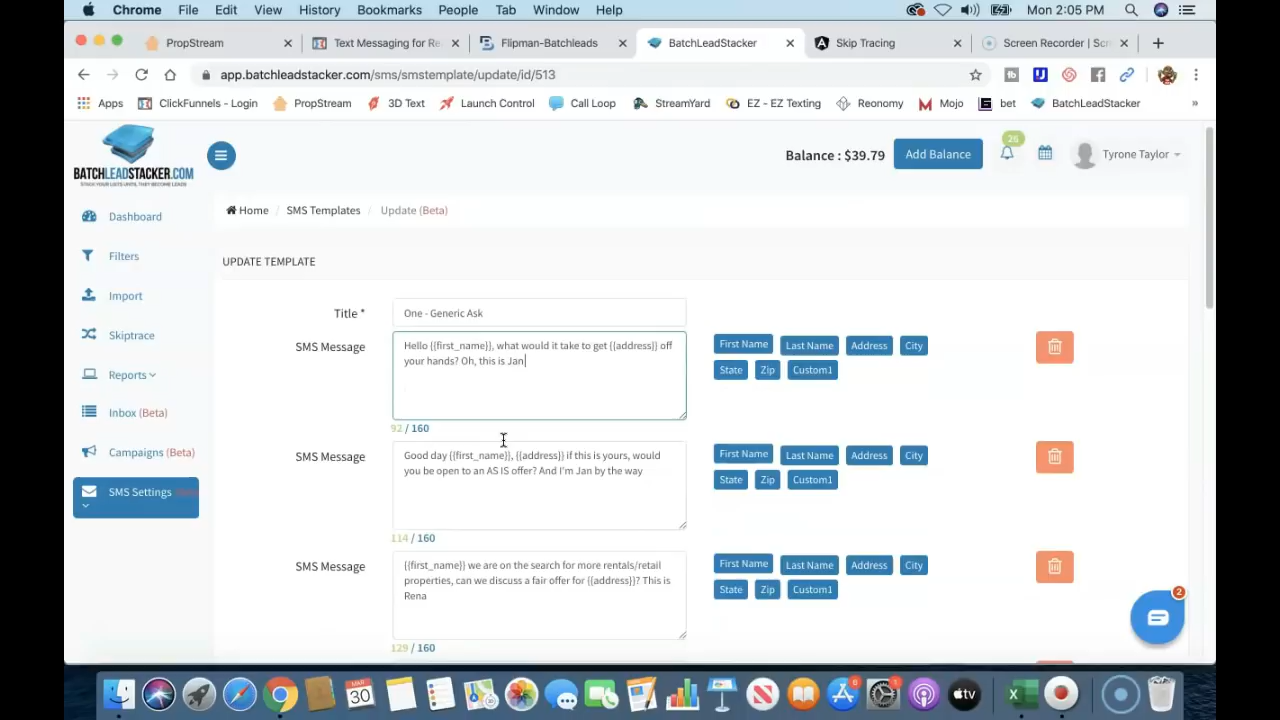 Chrome File Edit View History Bookmarks People Tab Window Help Mon 2:05 PM
PropStream Text Messaging for Re Flipman-Batchleads BatchLeadStacker Skip Tracing Screen Recorder | Scr
app.batchleadstacker.com/sms/smstemplate/update/id/513
Apps ClickFunnels - Login PropStream 3D Text Launch Control Call Loop StreamYard EZ - EZ Texting Reonomy Mojo bet BatchLeadStacker »
BATCHLEADSTACKER.COM
Balance : $39.79 Add Balance 26 Tyrone Taylor
Home / SMS Templates / Update (Beta)
Dashboard
Filters
Import
Skiptrace
Reports
Inbox (Beta)
Campaigns (Beta)
SMS Settings
UPDATE TEMPLATE
Title * One - Generic Ask
SMS Message
Hello {{first_name}}, what would it take to get {{address}} off
your hands? Oh, this is Jan
92 / 160
First Name Last Name Address City
State Zip Custom1
SMS Message
Good day {{first_name}}, {{address}} if this is yours, would
you be open to an AS IS offer? And I'm Jan by the way
114 / 160
First Name Last Name Address City
State Zip Custom1
SMS Message
{{first_name}} we are on the search for more rentals/retail
properties, can we discuss a fair offer for {{address}}? This is
Rena
129 / 160
First Name Last Name Address City
State Zip Custom1
2
MAR
30
tv